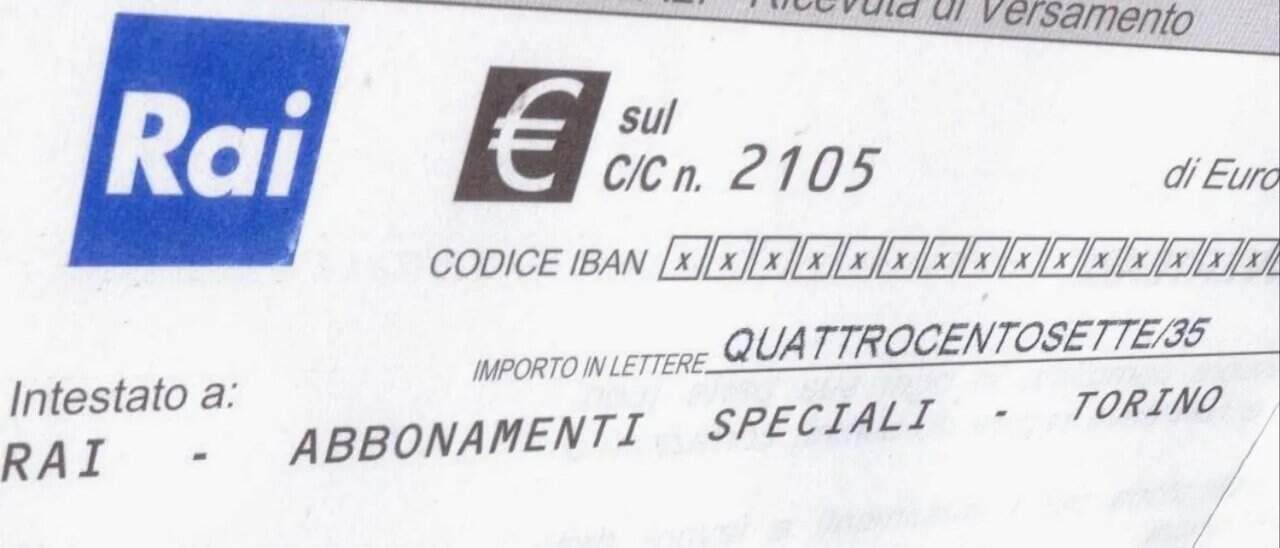 Ricevuta di Versamento
Rai
€ sul
C/C n. 2105 di Euro
CODICE IBAN x x x x x x x x x x x x x x
IMPORTO IN LETTERE QUATTROCENTOSETTE/35
Intestato a:
RAI - ABBONAMENTI SPECIALI - TORINO